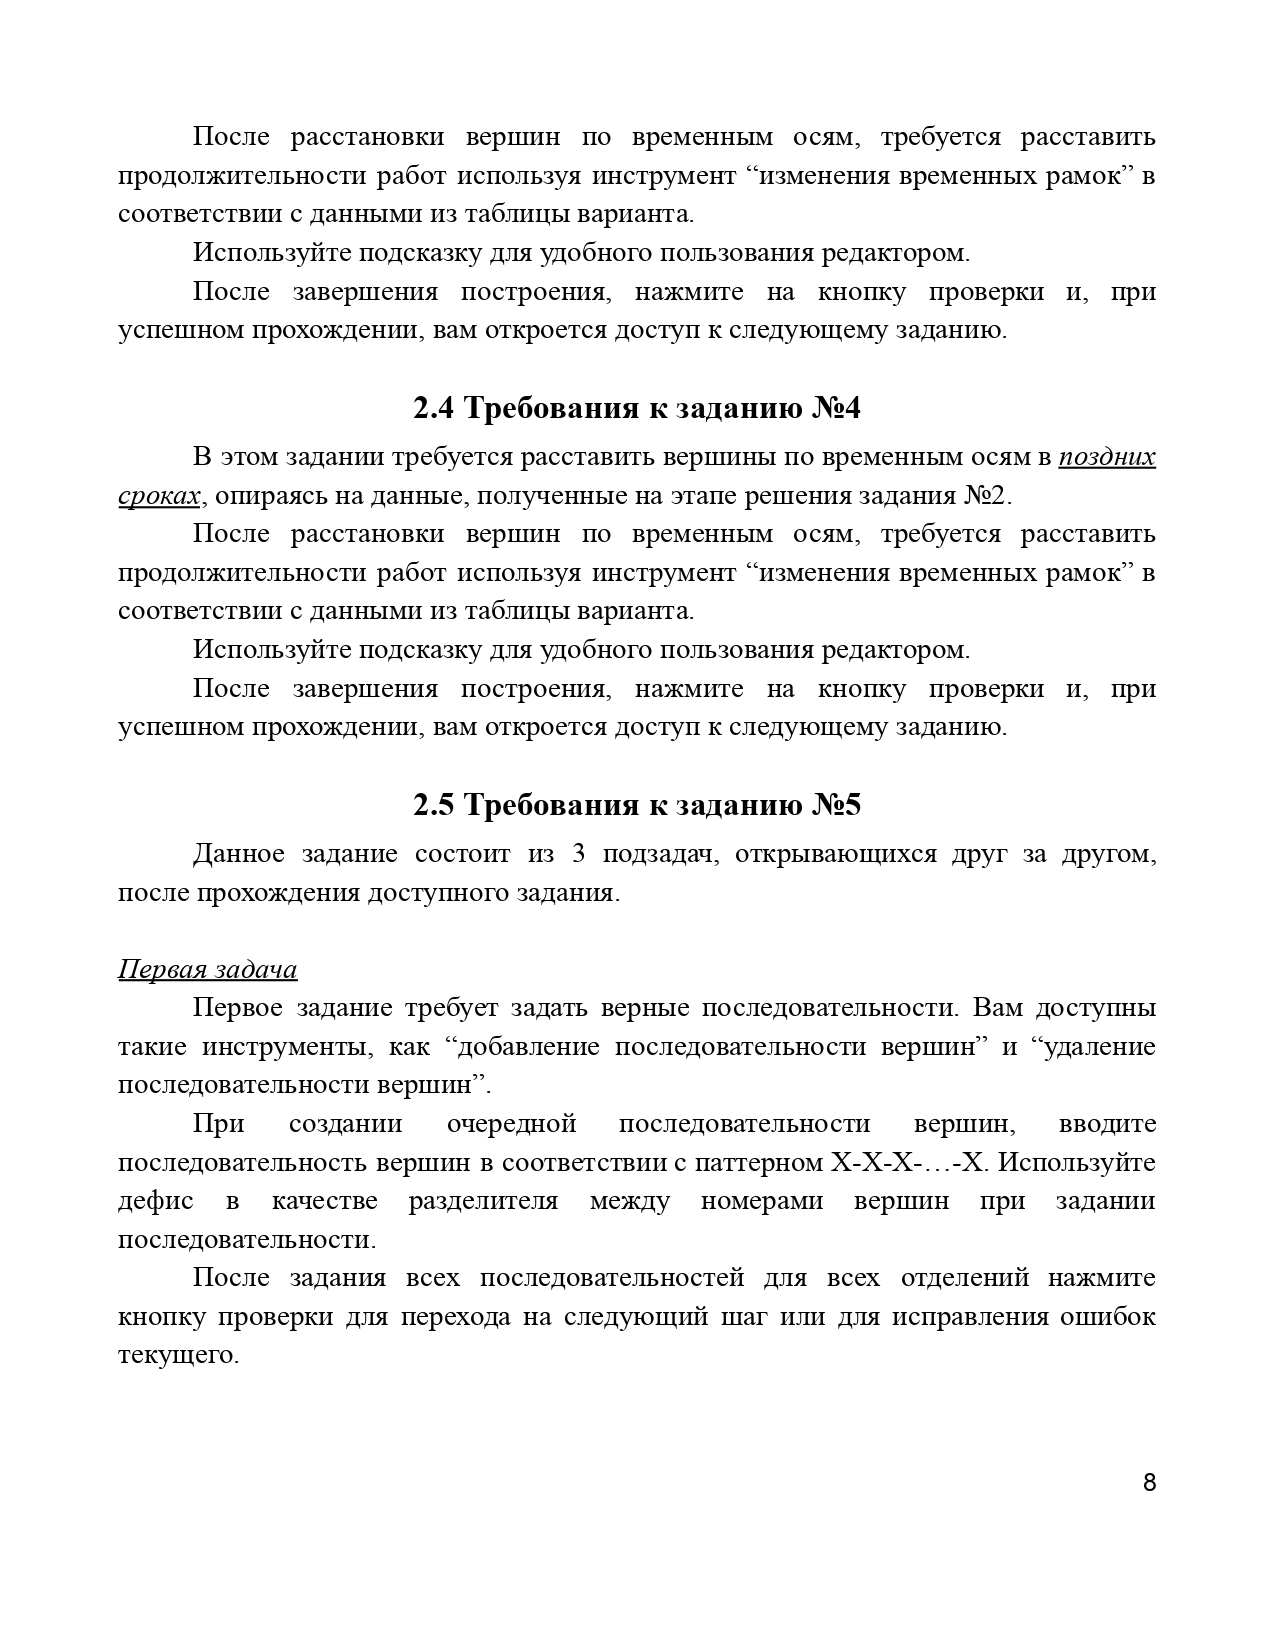 После расстановки вершин по временным осям, требуется расставить
продолжительности работ используя инструмент “изменения временных рамок” в
соответствии с данными из таблицы варианта.
Используйте подсказку для удобного пользования редактором.
После завершения построения, нажмите на кнопку проверки и, при
успешном прохождении, вам откроется доступ к следующему заданию.
2.4 Требования к заданию №4
В этом задании требуется расставить вершины по временным осям в поздних
сроках, опираясь на данные, полученные на этапе решения задания №2.
После расстановки вершин по временным осям, требуется расставить
продолжительности работ используя инструмент “изменения временных рамок” в
соответствии с данными из таблицы варианта.
Используйте подсказку для удобного пользования редактором.
После завершения построения, нажмите на кнопку проверки и, при
успешном прохождении, вам откроется доступ к следующему заданию.
2.5 Требования к заданию №5
Данное задание состоит из 3 подзадач, открывающихся друг за другом,
после прохождения доступного задания.
Первая задача
Первое задание требует задать верные последовательности. Вам доступны
такие инструменты, как “добавление последовательности вершин” и “удаление
последовательности вершин”.
При создании очередной последовательности вершин, вводите
последовательность вершин в соответствии с паттерном X-X-X-…-X. Используйте
дефис в качестве разделителя между номерами вершин при задании
последовательности.
После задания всех последовательностей для всех отделений нажмите
кнопку проверки для перехода на следующий шаг или для исправления ошибок
текущего.
8